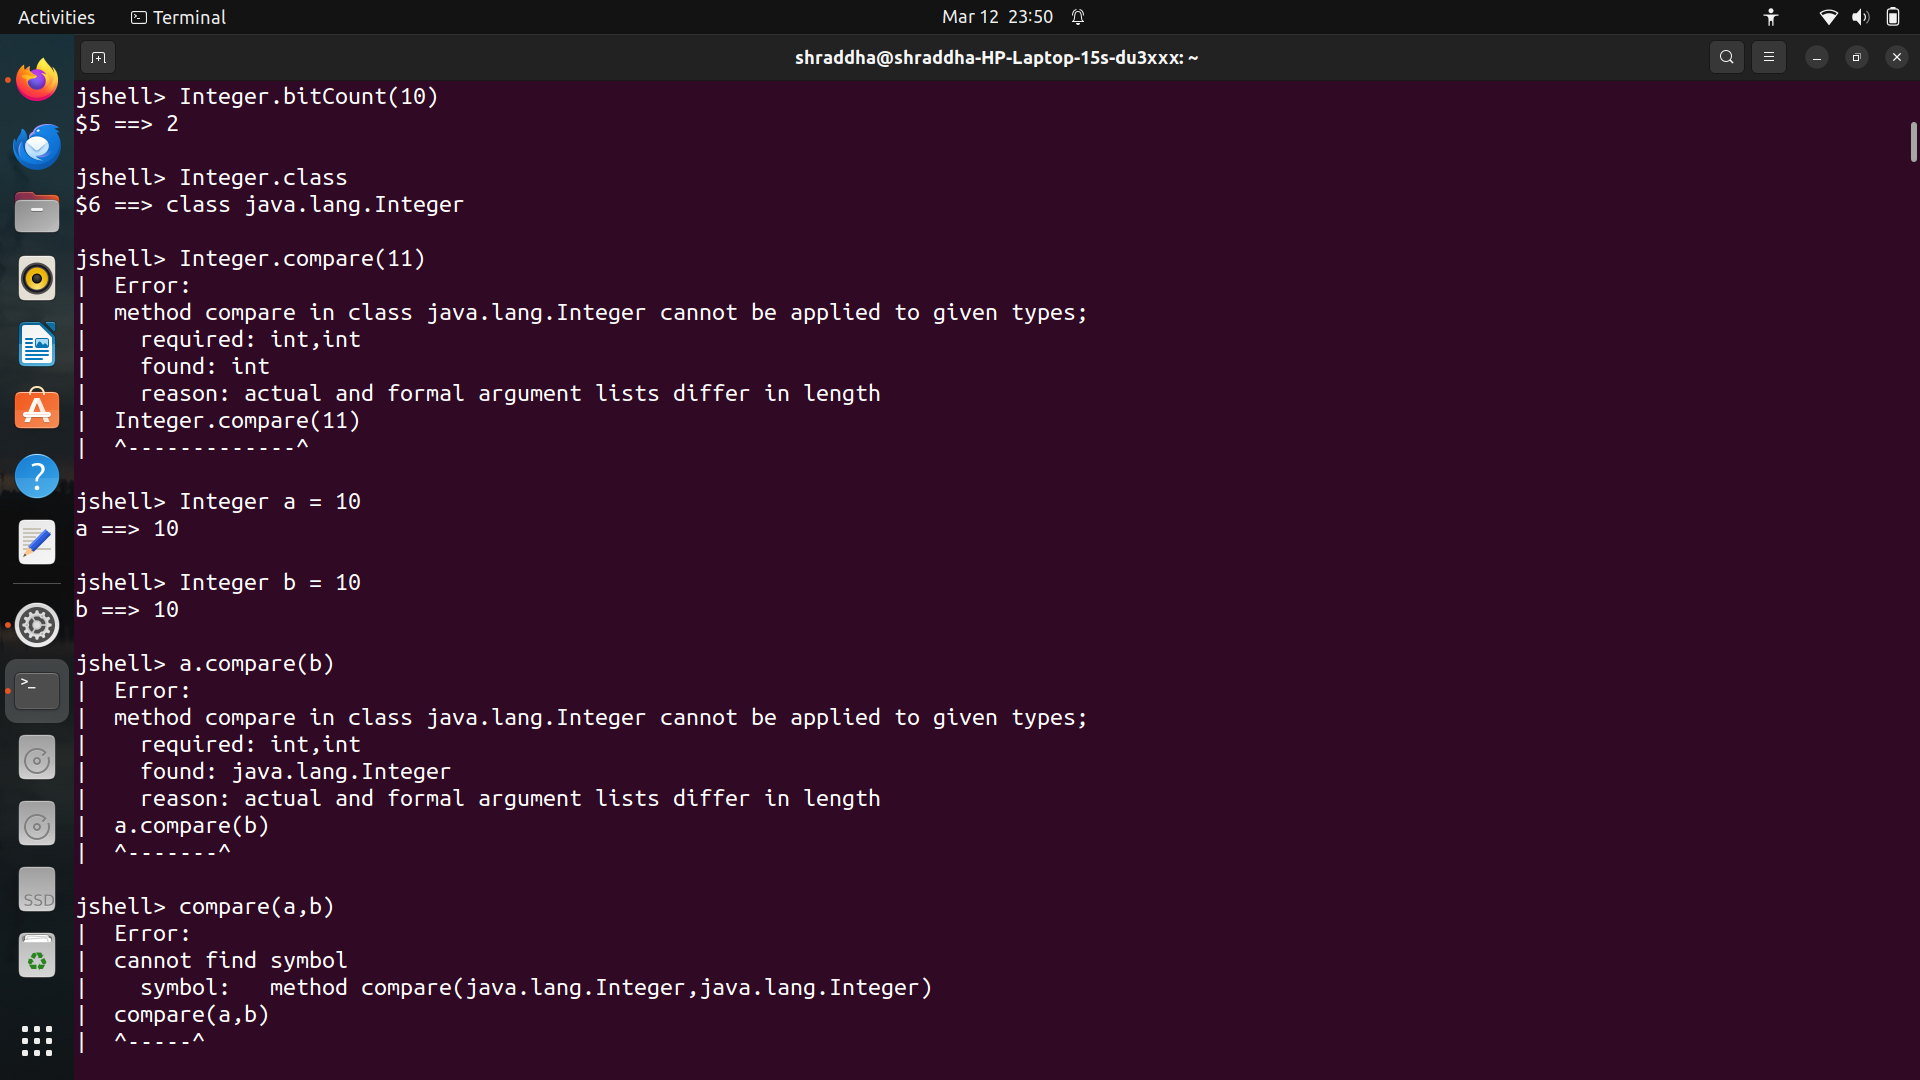 Activities
Terminal
Mar 12 23:50
shraddha@shraddha-HP-Laptop-15s-du3xxx: ~
jshell> Integer.bitCount(10)
$5 ==> 2
jshell> Integer.class
$6 ==> class java.lang.Integer
jshell> Integer.compare(11)
|  Error:
|  method compare in class java.lang.Integer cannot be applied to given types;
|    required: int,int
|    found: int
|    reason: actual and formal argument lists differ in length
|  Integer.compare(11)
|  ^-------------^
jshell> Integer a = 10
a ==> 10
jshell> Integer b = 10
b ==> 10
jshell> a.compare(b)
|  Error:
|  method compare in class java.lang.Integer cannot be applied to given types;
|    required: int,int
|    found: java.lang.Integer
|    reason: actual and formal argument lists differ in length
|  a.compare(b)
|  ^-------^
jshell> compare(a,b)
|  Error:
|  cannot find symbol
|    symbol:   method compare(java.lang.Integer,java.lang.Integer)
|  compare(a,b)
|  ^-----^
SSD